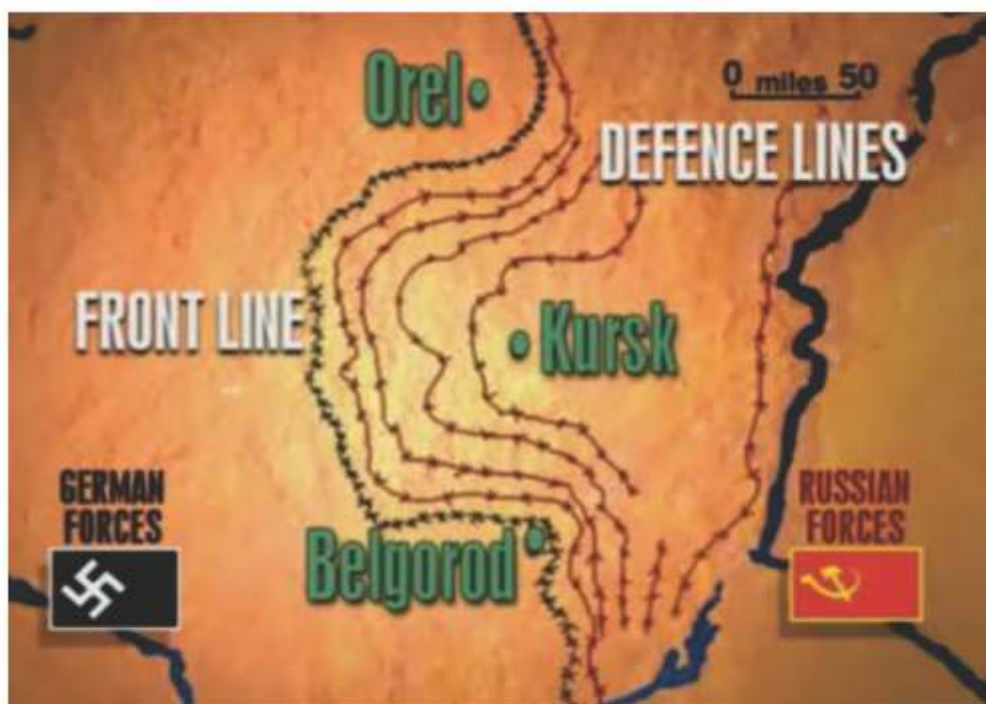 Orel
0 miles 50
DEFENCE LINES
FRONT LINE
Kursk
GERMAN
FORCES
Belgorod
RUSSIAN
FORCES